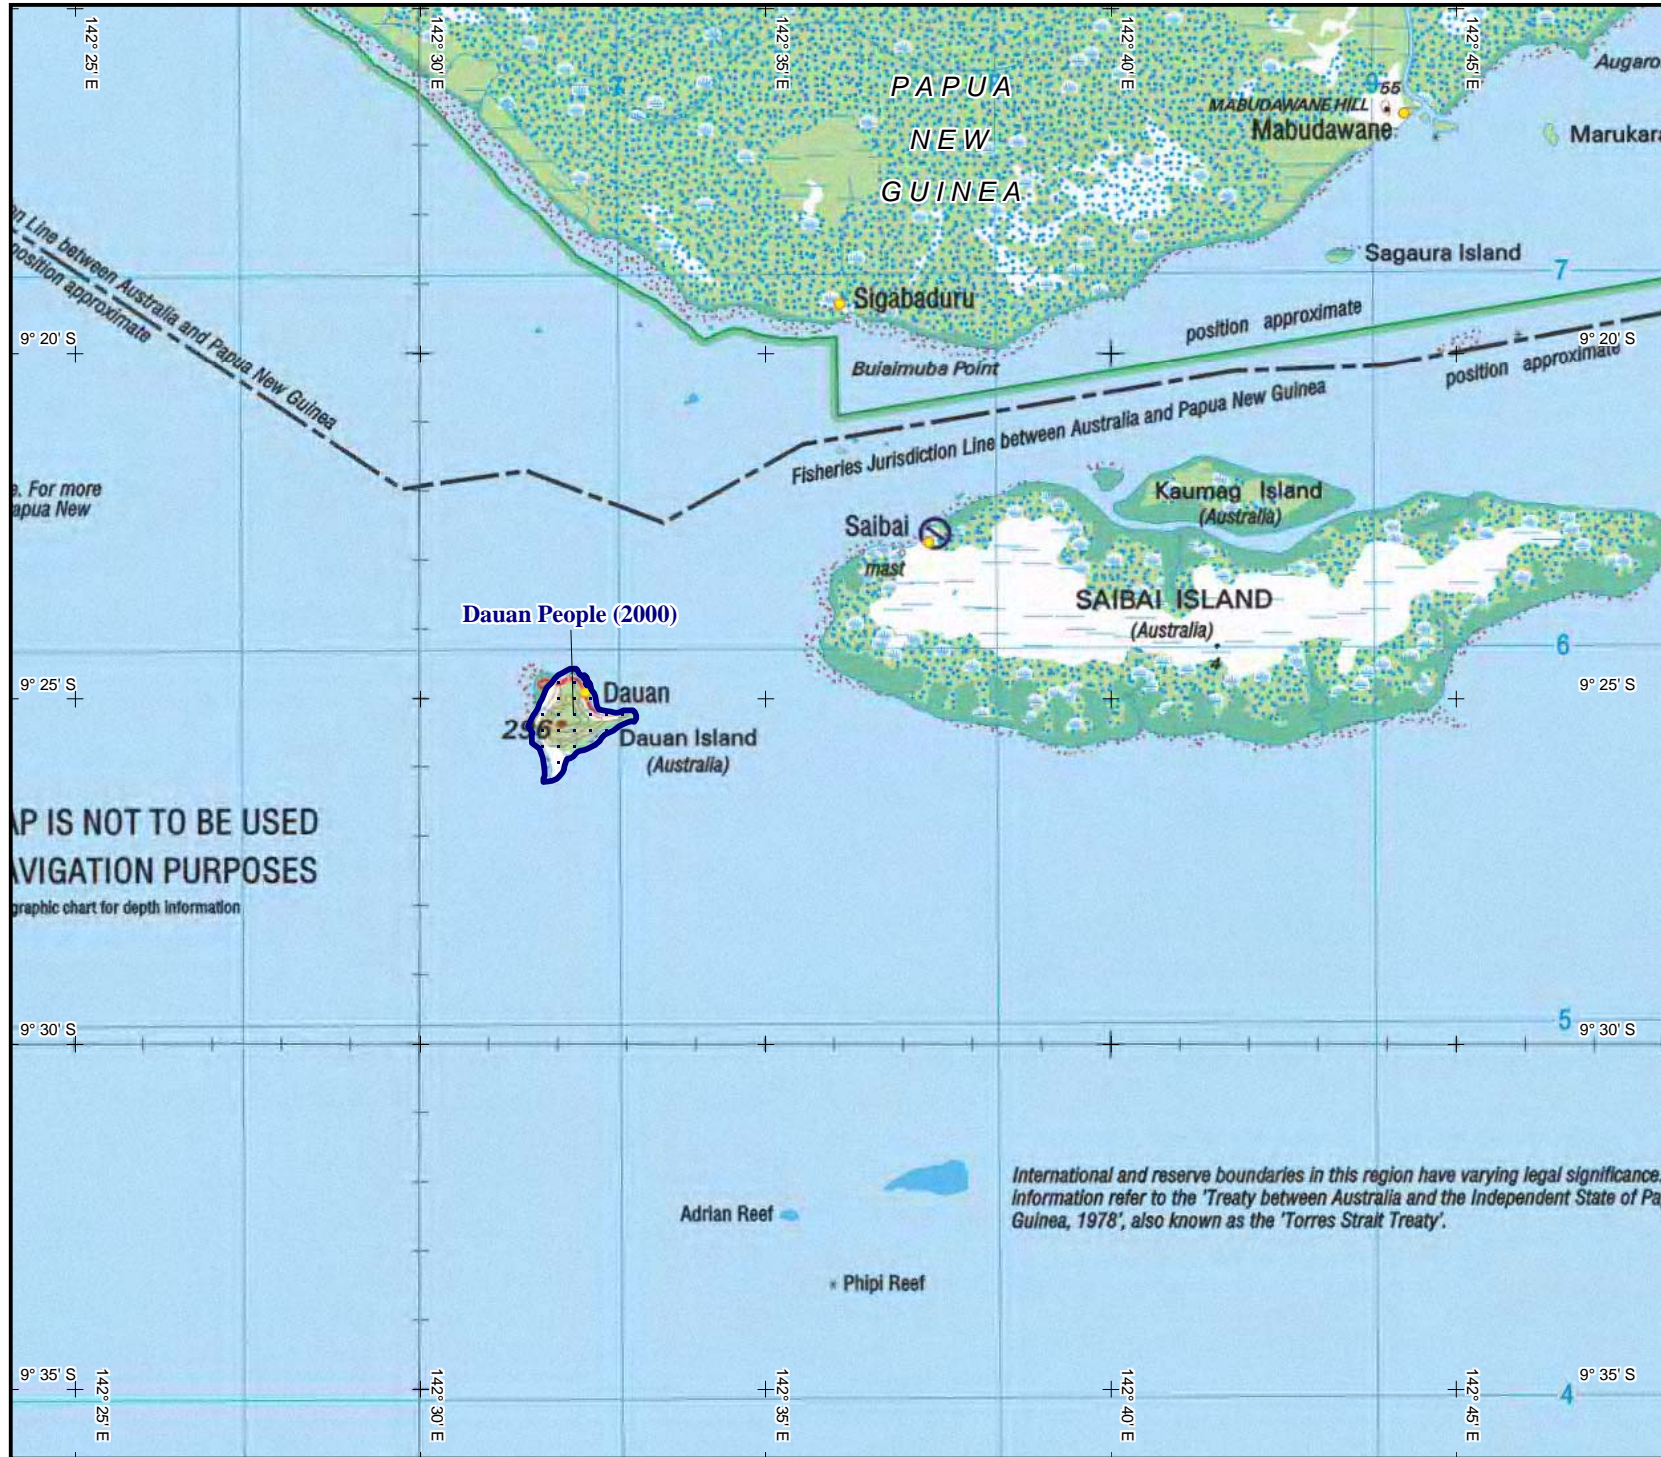 142° 25' E
142° 30' E
142° 35' E
142° 40' E
142° 45' E
PAPUA
NEW
GUINEA
55
MABUDAWANE HILL
Mabudawane
Augaro
Marukara
Sagaura Island
7
Sigabaduru
position approximate
Line between Australia and Papua New Guinea
position approximate
9° 20' S
9° 20' S
Buiaimuba Point
position approximate
Fisheries Jurisdiction Line between Australia and Papua New Guinea
e. For more
apua New
Kaumag Island
(Australia)
Saibai
mast
SAIBAI ISLAND
(Australia)
4
6
Dauan People (2000)
9° 25' S
Dauan
9° 25' S
296
Dauan Island
(Australia)
AP IS NOT TO BE USED
AVIGATION PURPOSES
graphic chart for depth information
9° 30' S
5
9° 30' S
International and reserve boundaries in this region have varying legal significance.
information refer to the 'Treaty between Australia and the Independent State of Pa
Guinea, 1978', also known as the 'Torres Strait Treaty'.
Adrian Reef
Phipi Reef
9° 35' S
9° 35' S
4
142° 25' E
142° 30' E
142° 35' E
142° 40' E
142° 45' E